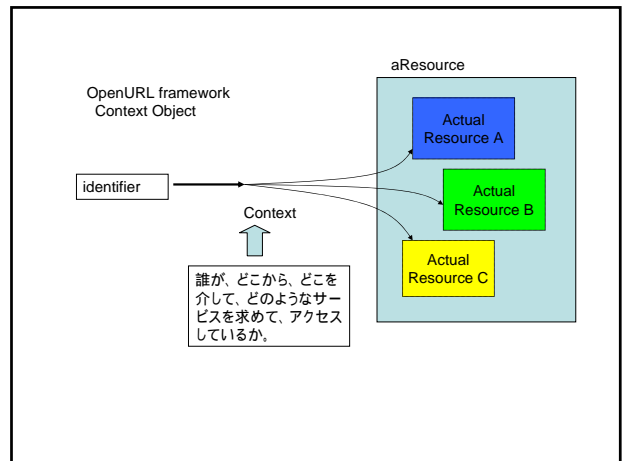 aResource
OpenURL framework
Context Object
Actual
Resource A
identifier
Actual
Resource B
Context
Actual
Resource C
誰が、どこから、どこを
介して、どのようなサー
ビスを求めて、アクセス
しているか。